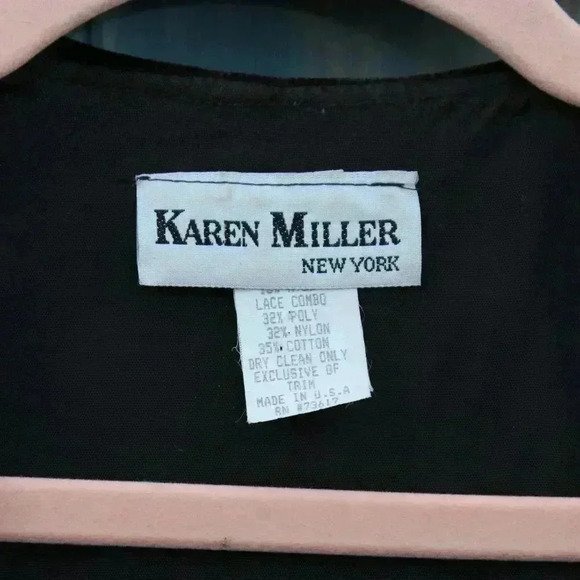 KAREN MILLER
NEW YORK
LACE COMBO
32% POLY
32% NYLON
35% COTTON
DRY CLEAN ONLY
EXCLUSIVE OF
TRIM
MADE IN U.S.A
RN #73617